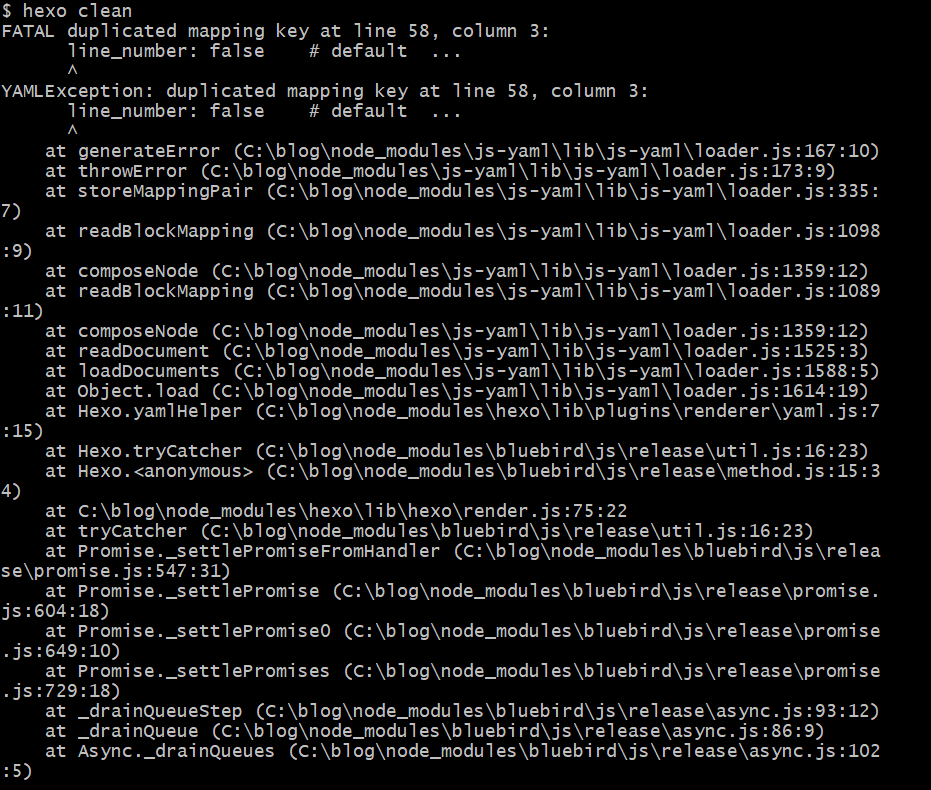 $ hexo clean
FATAL duplicated mapping key at line 58, column 3:
      line_number: false    # default  ...
      ^
YAMLException: duplicated mapping key at line 58, column 3:
      line_number: false    # default  ...
      ^
    at generateError (C:\blog\node_modules\js-yaml\lib\js-yaml\loader.js:167:10)
    at throwError (C:\blog\node_modules\js-yaml\lib\js-yaml\loader.js:173:9)
    at storeMappingPair (C:\blog\node_modules\js-yaml\lib\js-yaml\loader.js:335:
7)
    at readBlockMapping (C:\blog\node_modules\js-yaml\lib\js-yaml\loader.js:1098
:9)
    at composeNode (C:\blog\node_modules\js-yaml\lib\js-yaml\loader.js:1359:12)
    at readBlockMapping (C:\blog\node_modules\js-yaml\lib\js-yaml\loader.js:1089
:11)
    at composeNode (C:\blog\node_modules\js-yaml\lib\js-yaml\loader.js:1359:12)
    at readDocument (C:\blog\node_modules\js-yaml\lib\js-yaml\loader.js:1525:3)
    at loadDocuments (C:\blog\node_modules\js-yaml\lib\js-yaml\loader.js:1588:5)
    at Object.load (C:\blog\node_modules\js-yaml\lib\js-yaml\loader.js:1614:19)
    at Hexo.yamlHelper (C:\blog\node_modules\hexo\lib\plugins\renderer\yaml.js:7
:15)
    at Hexo.tryCatcher (C:\blog\node_modules\bluebird\js\release\util.js:16:23)
    at Hexo.<anonymous> (C:\blog\node_modules\bluebird\js\release\method.js:15:3
4)
    at C:\blog\node_modules\hexo\lib\hexo\render.js:75:22
    at tryCatcher (C:\blog\node_modules\bluebird\js\release\util.js:16:23)
    at Promise._settlePromiseFromHandler (C:\blog\node_modules\bluebird\js\relea
se\promise.js:547:31)
    at Promise._settlePromise (C:\blog\node_modules\bluebird\js\release\promise.
js:604:18)
    at Promise._settlePromise0 (C:\blog\node_modules\bluebird\js\release\promise
.js:649:10)
    at Promise._settlePromises (C:\blog\node_modules\bluebird\js\release\promise
.js:729:18)
    at _drainQueueStep (C:\blog\node_modules\bluebird\js\release\async.js:93:12)
    at _drainQueue (C:\blog\node_modules\bluebird\js\release\async.js:86:9)
    at Async._drainQueues (C:\blog\node_modules\bluebird\js\release\async.js:102
:5)